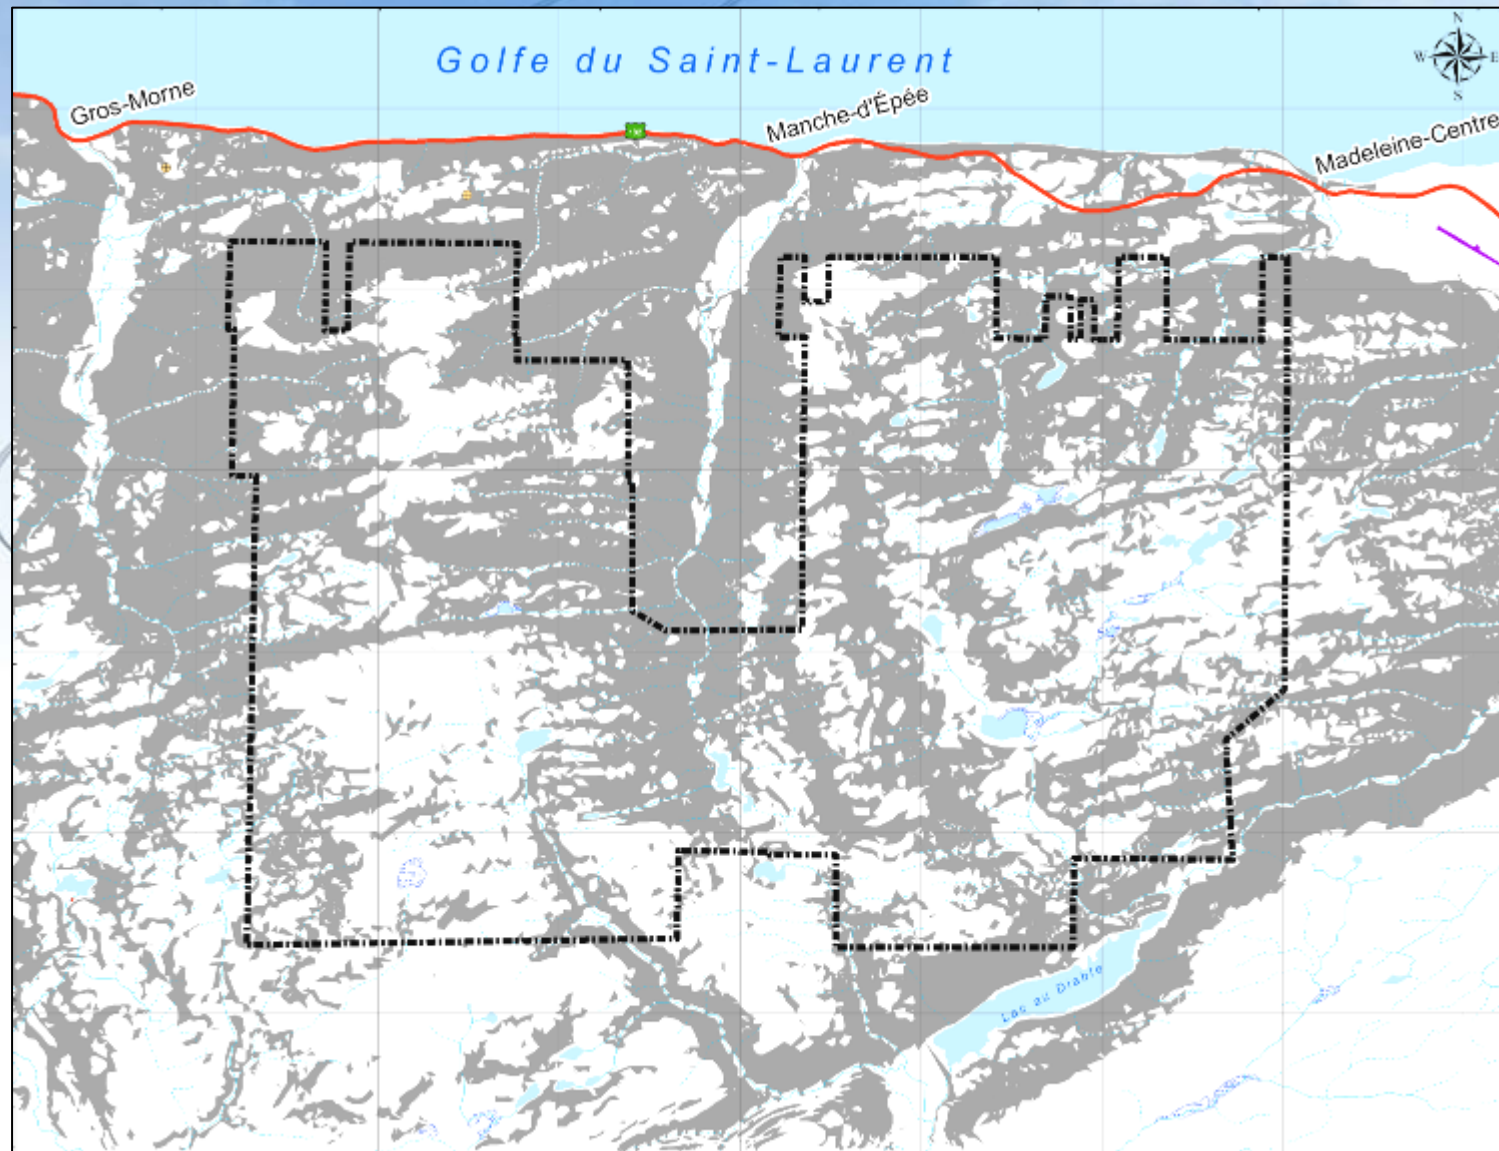 Golfe du Saint-Laurent
N
W E
S
Gros-Morne
Manche-d'Épée
Madeleine-Centre
Lac au Diable